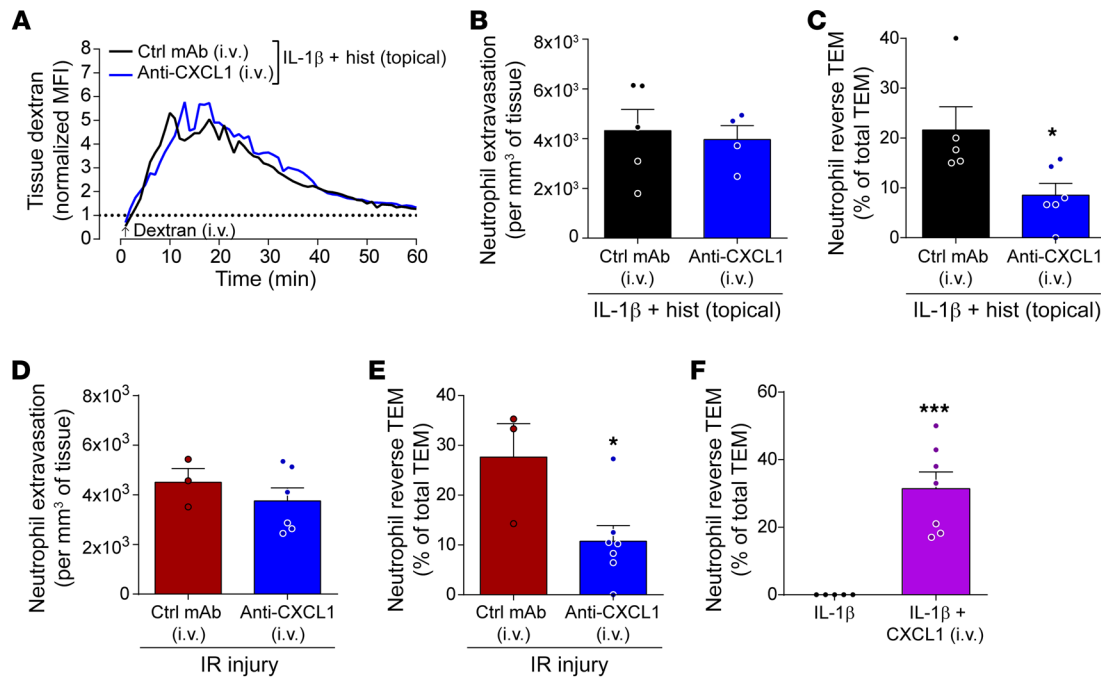 A
Tissue dextran
(normalized MFI)
8
7
6
5
4
3
2
1
0
Ctrl mAb (i.v.)
Anti-CXCL1 (i.v.)
IL-1β + hist (topical)
↑ Dextran (i.v.)
0 10 20 30 40 50 60
Time (min)
B
Neutrophil extravasation
(per mm³ of tissue)
8x10³
6x10³
4x10³
2x10³
0
Ctrl mAb Anti-CXCL1
(i.v.) (i.v.)
IL-1β + hist (topical)
C
Neutrophil reverse TEM
(% of total TEM)
40
30
20
10
0
*
Ctrl mAb Anti-CXCL1
(i.v.) (i.v.)
IL-1β + hist (topical)
D
Neutrophil extravasation
(per mm³ of tissue)
8x10³
6x10³
4x10³
2x10³
0
Ctrl mAb Anti-CXCL1
(i.v.) (i.v.)
IR injury
E
Neutrophil reverse TEM
(% of total TEM)
40
30
20
10
0
*
Ctrl mAb Anti-CXCL1
(i.v.) (i.v.)
IR injury
F
Neutrophil reverse TEM
(% of total TEM)
60
40
20
0
***
IL-1β IL-1β +
CXCL1 (i.v.)